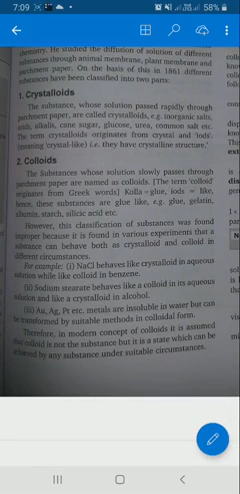 7:09
58%
chemistry. He studied the diffusion of solution of different
substances through animal membrane, plant membrane and
parchment paper. On the basis of this in 1861 different
substances have been classified into two parts:
1. Crystalloids
The substance, whose solution passed rapidly through
parchment paper, are called crystalloids, e.g. inorganic salts,
acids, alkalis, cane sugar, glucose, urea, common salt etc.
The term crystalloids originates from crystal and 'Iods'.
(meaning 'crystal-like) i.e. they have crystalline structure.'
2. Colloids
The Substances whose solution slowly passes through
parchment paper are named as colloids. [The term 'colloid'
originates from Greek words] Kolla=glue, iods = like,
hence, these substances are glue like, e.g. glue, gelatin,
albumin, starch, silicic acid etc.
However, this classification of substances was found
improper because it is found in various experiments that a
substance can behave both as crystalloid and colloid in
different circumstances.
For example: (i) NaCl behaves like crystalloid in aqueous
solution while like colloid in benzene.
(ii) Sodium stearate behaves like a colloid in its aqueous
solution and like a crystalloid in alcohol.
(iii) Au, Ag, Pt etc. metals are insoluble in water but can
be transformed by suitable methods in colloidal form.
Therefore, in modern concept of colloids it is assumed
that colloid is not the substance but it is a state which can be
achieved by any substance under suitable circumstances.